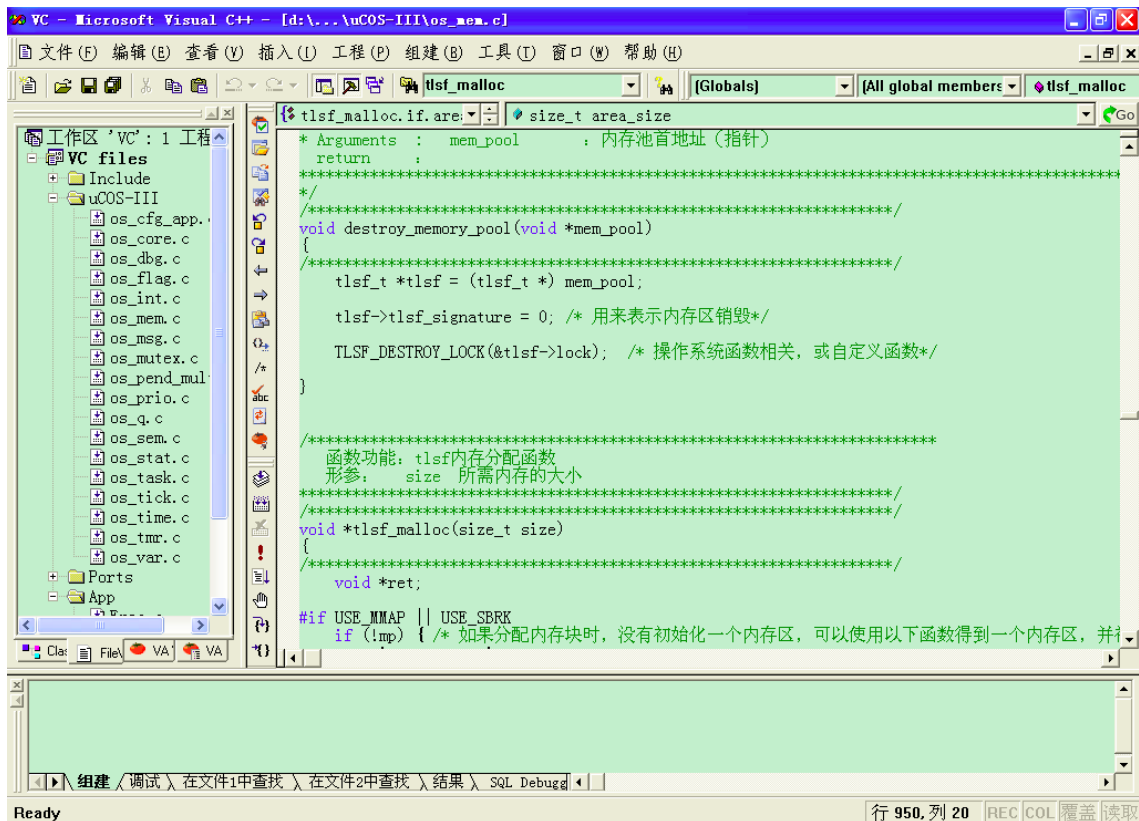 VC - Microsoft Visual C++ - [d:\...\uCOS-III\os_mem.c]
文件(F) 编辑(E) 查看(V) 插入(I) 工程(P) 组建(B) 工具(T) 窗口(W) 帮助(H)
tlsf_malloc (Globals) (All global members tlsf_malloc
tlsf_malloc.if.are size_t area_size Go
工作区 'VC': 1 工程
VC files
Include
uCOS-III
os_cfg_app.
os_core.c
os_dbg.c
os_flag.c
os_int.c
os_mem.c
os_msg.c
os_mutex.c
os_pend_mul
os_prio.c
os_q.c
os_sem.c
os_stat.c
os_task.c
os_tick.c
os_time.c
os_tmr.c
os_var.c
Ports
App
Clas File VA VA
* Arguments : mem_pool : 内存池首地址（指针）
return :
*******************************************************************************************
*/
/*****************************************************************/
void destroy_memory_pool(void *mem_pool)
{
/*****************************************************************/
tlsf_t *tlsf = (tlsf_t *) mem_pool;
tlsf->tlsf_signature = 0; /* 用来表示内存区销毁*/
TLSF_DESTROY_LOCK(&tlsf->lock); /* 操作系统函数相关，或自定义函数*/
}
/**********************************************************************
函数功能：tlsf内存分配函数
形参： size 所需内存的大小
******************************************************************/
/*****************************************************************/
void *tlsf_malloc(size_t size)
{
/*****************************************************************/
void *ret;
#if USE_MMAP || USE_SBRK
if (!mp) { /* 如果分配内存块时，没有初始化一个内存区，可以使用以下函数得到一个内存区，并
组建 调试 在文件1中查找 在文件2中查找 结果 SQL Debugg
Ready 行 950, 列 20 REC COL 覆盖 读取